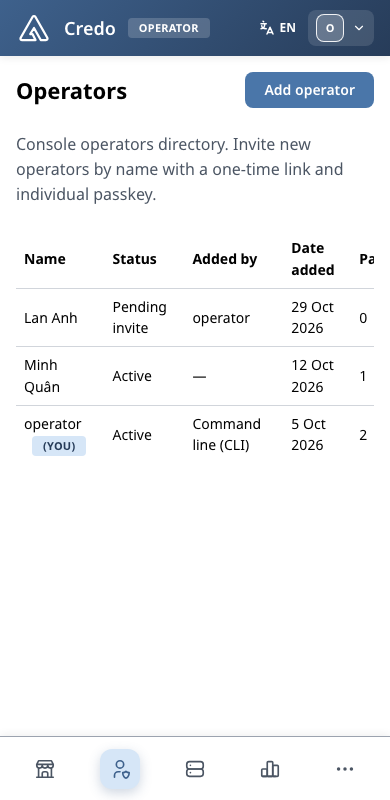 Credo OPERATOR EN O
Operators Add operator
Console operators directory. Invite new
operators by name with a one-time link and
individual passkey.
Name Status Added by Date added
Lan Anh Pending invite operator 29 Oct 2026 0
Minh Quân Active — 12 Oct 2026 1
operator (YOU) Active Command line (CLI) 5 Oct 2026 2